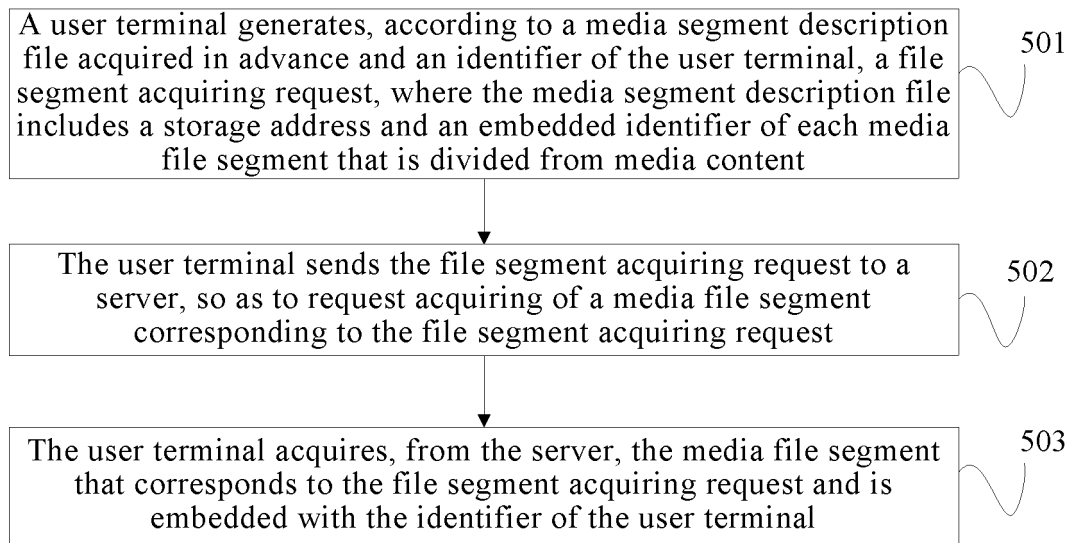 A user terminal generates, according to a media segment description
file acquired in advance and an identifier of the user terminal, a file
segment acquiring request, where the media segment description file
includes a storage address and an embedded identifier of each media
file segment that is divided from media content
501
The user terminal sends the file segment acquiring request to a
server, so as to request acquiring of a media file segment
corresponding to the file segment acquiring request
502
The user terminal acquires, from the server, the media file segment
that corresponds to the file segment acquiring request and is
embedded with the identifier of the user terminal
503